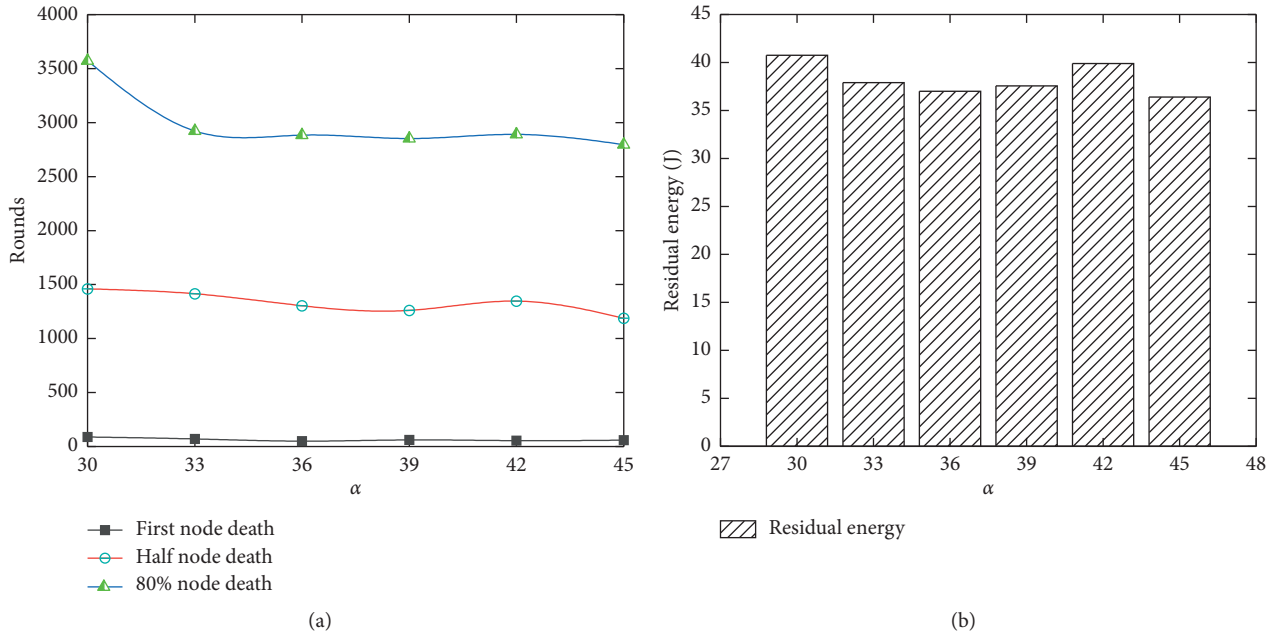 4000
3500
3000
2500
2000
1500
1000
500
0
Rounds
30 33 36 39 42 45
α
First node death
Half node death
80% node death
(a)
45
40
35
30
25
20
15
10
5
0
Residual energy (J)
27 30 33 36 39 42 45 48
α
Residual energy
(b)